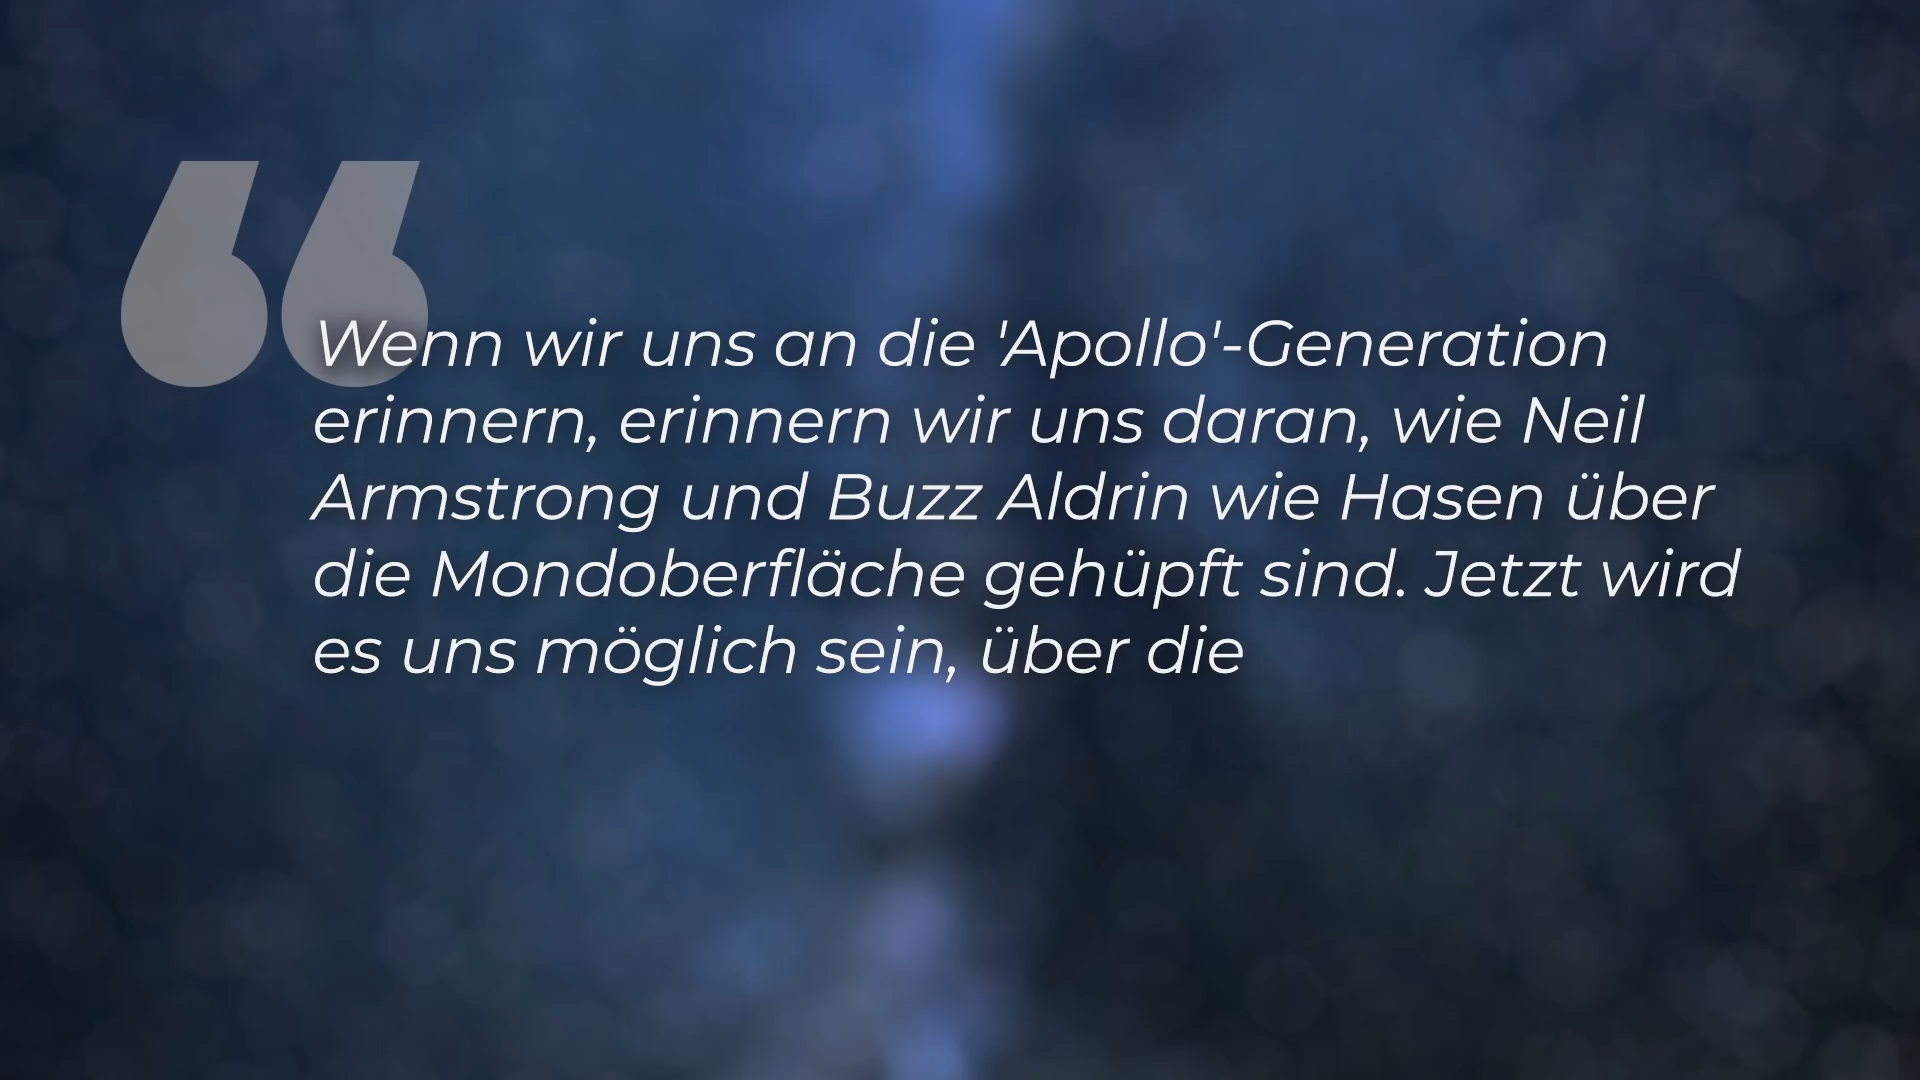 “
Wenn wir uns an die 'Apollo'-Generation
erinnern, erinnern wir uns daran, wie Neil
Armstrong und Buzz Aldrin wie Hasen über
die Mondoberfläche gehüpft sind. Jetzt wird
es uns möglich sein, über die